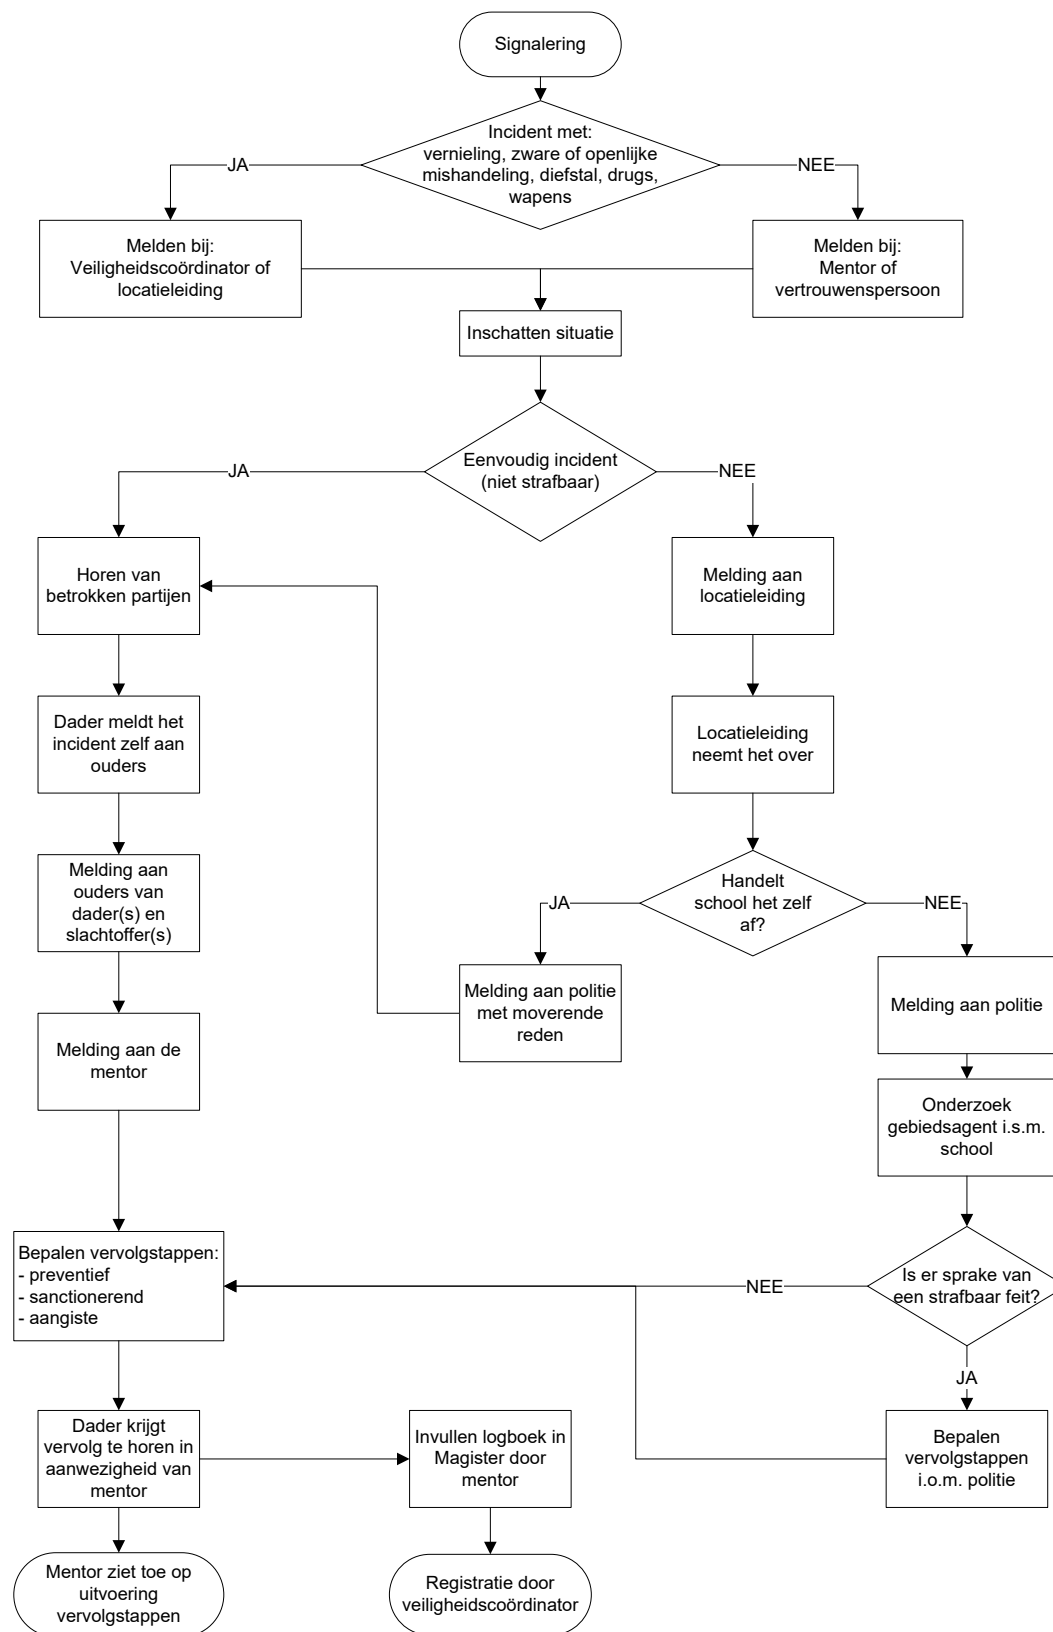 Signalering
Incident met:
vernieling, zware of openlijke
mishandeling, diefstal, drugs,
wapens
JA
NEE
Melden bij:
Veiligheidscoördinator of
locatieleiding
Melden bij:
Mentor of
vertrouwenspersoon
Inschatten situatie
Eenvoudig incident
(niet strafbaar)
JA
NEE
Horen van
betrokken partijen
Melding aan
locatieleiding
Dader meldt het
incident zelf aan
ouders
Locatieleiding
neemt het over
Melding aan
ouders van
dader(s) en
slachtoffer(s)
Handelt
school het zelf
af?
JA
NEE
Melding aan politie
met moverende
reden
Melding aan politie
Melding aan de
mentor
Onderzoek
gebiedsagent i.s.m.
school
Bepalen vervolgstappen:
- preventief
- sanctionerend
- aangiste
NEE
Is er sprake van
een strafbaar feit?
JA
Dader krijgt
vervolg te horen in
aanwezigheid van
mentor
Invullen logboek in
Magister door
mentor
Bepalen
vervolgstappen
i.o.m. politie
Mentor ziet toe op
uitvoering
vervolgstappen
Registratie door
veiligheidscoördinator